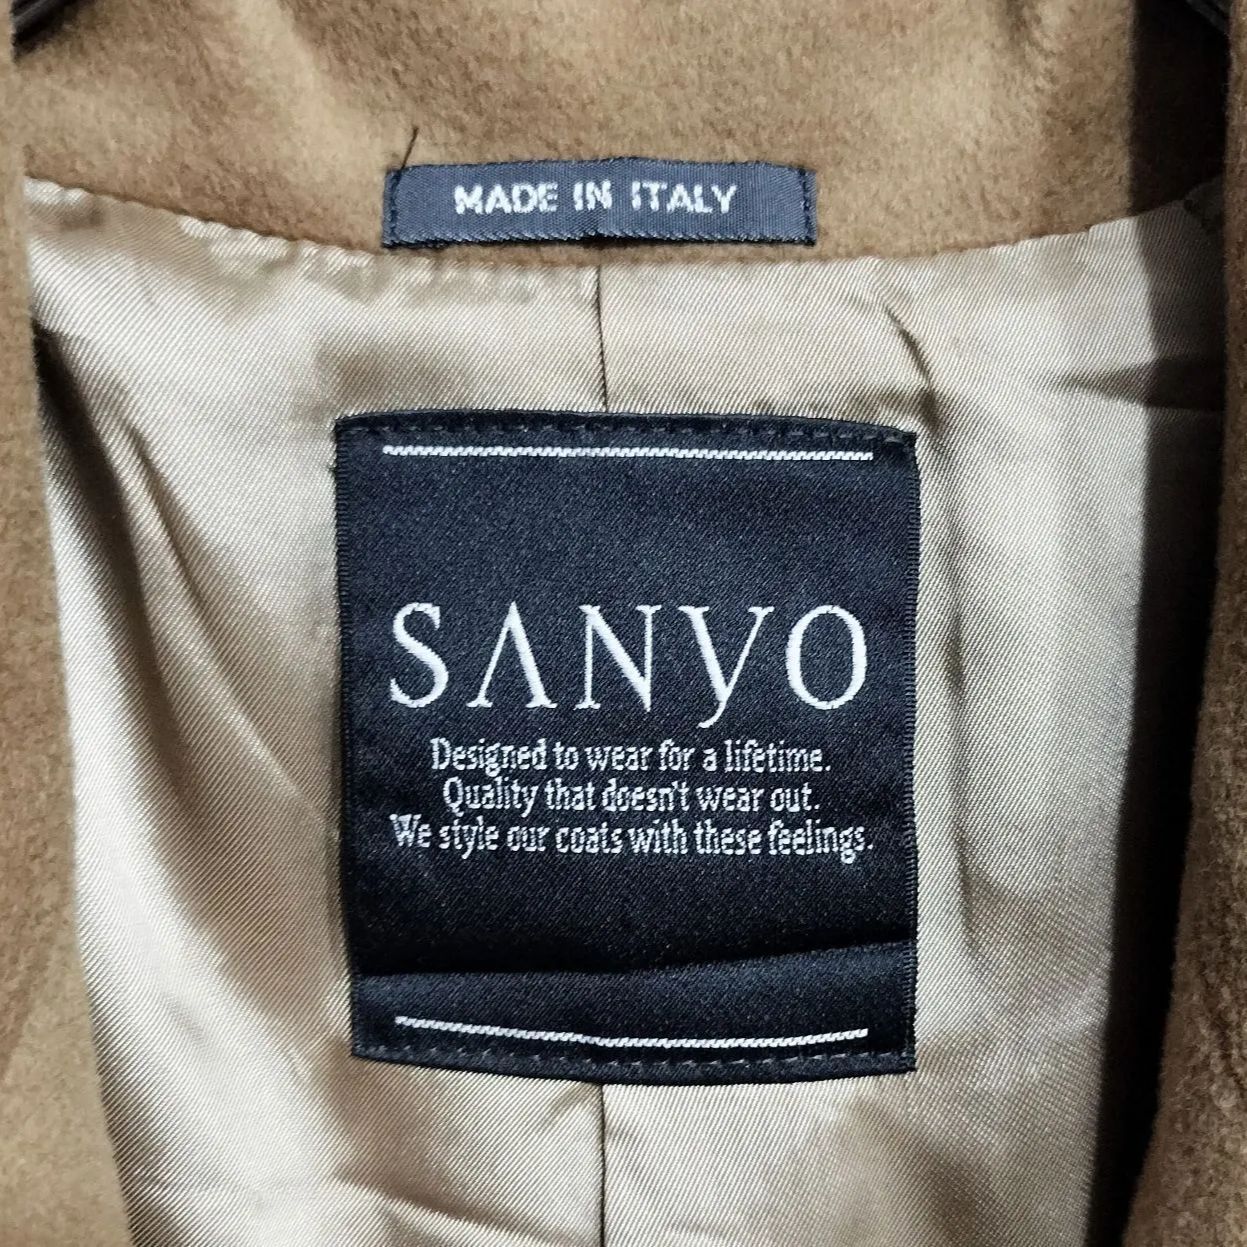 MADE IN ITALY
SANYO
Designed to wear for a lifetime.
Quality that doesn't wear out.
We style our coats with these feelings.